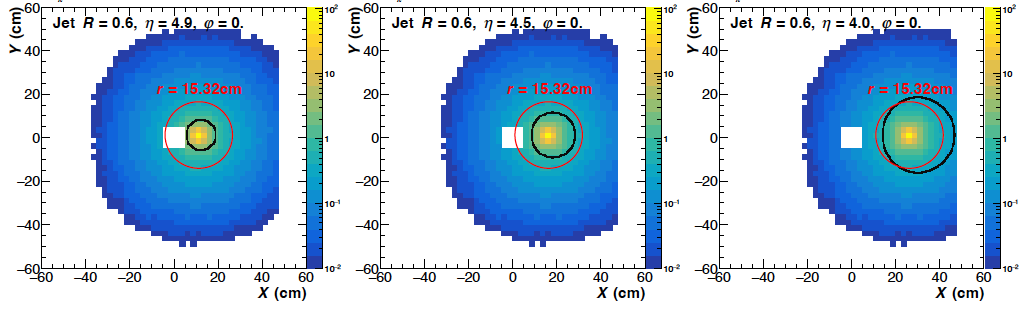 Jet R = 0.6, η = 4.9, φ = 0.
r = 15.32cm
Y (cm)
60
40
20
0
−20
−40
−60
−60 −40 −20 0 20 40 60
X (cm)
10²
10
1
10⁻¹
10⁻²
Jet R = 0.6, η = 4.5, φ = 0.
r = 15.32cm
Y (cm)
60
40
20
0
−20
−40
−60
−60 −40 −20 0 20 40 60
X (cm)
10²
10
1
10⁻¹
10⁻²
Jet R = 0.6, η = 4.0, φ = 0.
r = 15.32cm
Y (cm)
60
40
20
0
−20
−40
−60
−60 −40 −20 0 20 40 60
X (cm)
10²
10
1
10⁻¹
10⁻²